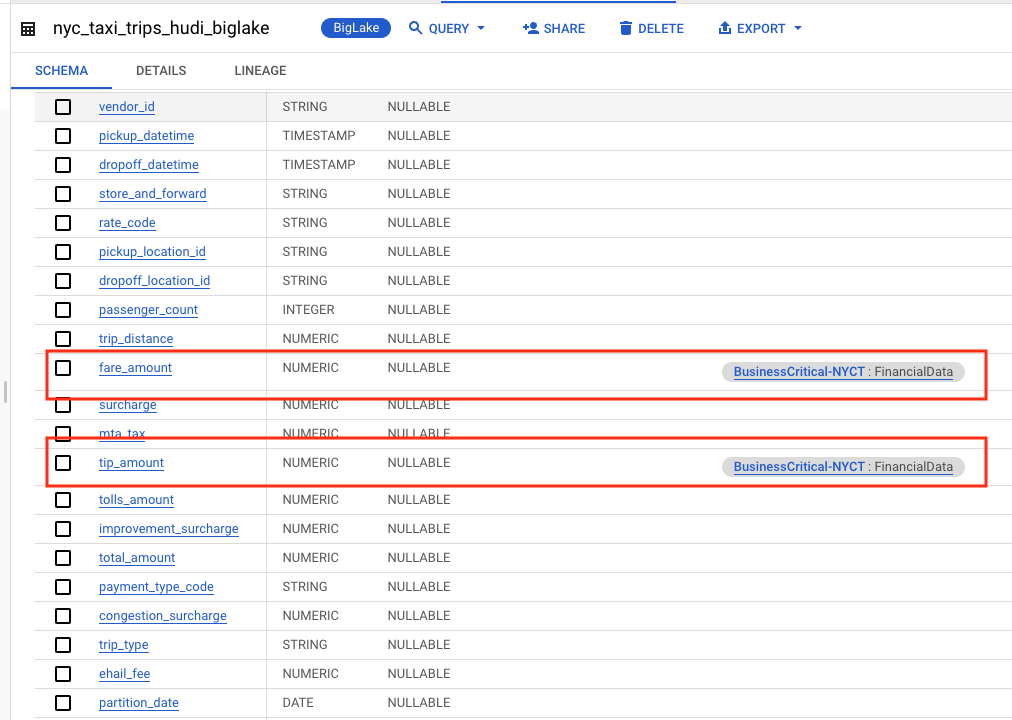 nyc_taxi_trips_hudi_biglake BigLake QUERY SHARE DELETE EXPORT
SCHEMA DETAILS LINEAGE
vendor_id STRING NULLABLE
pickup_datetime TIMESTAMP NULLABLE
dropoff_datetime TIMESTAMP NULLABLE
store_and_forward STRING NULLABLE
rate_code STRING NULLABLE
pickup_location_id STRING NULLABLE
dropoff_location_id STRING NULLABLE
passenger_count INTEGER NULLABLE
trip_distance NUMERIC NULLABLE
fare_amount NUMERIC NULLABLE BusinessCritical-NYCT : FinancialData
surcharge NUMERIC NULLABLE
mta_tax NUMERIC NULLABLE
tip_amount NUMERIC NULLABLE BusinessCritical-NYCT : FinancialData
tolls_amount NUMERIC NULLABLE
improvement_surcharge NUMERIC NULLABLE
total_amount NUMERIC NULLABLE
payment_type_code STRING NULLABLE
congestion_surcharge NUMERIC NULLABLE
trip_type STRING NULLABLE
ehail_fee NUMERIC NULLABLE
partition_date DATE NULLABLE